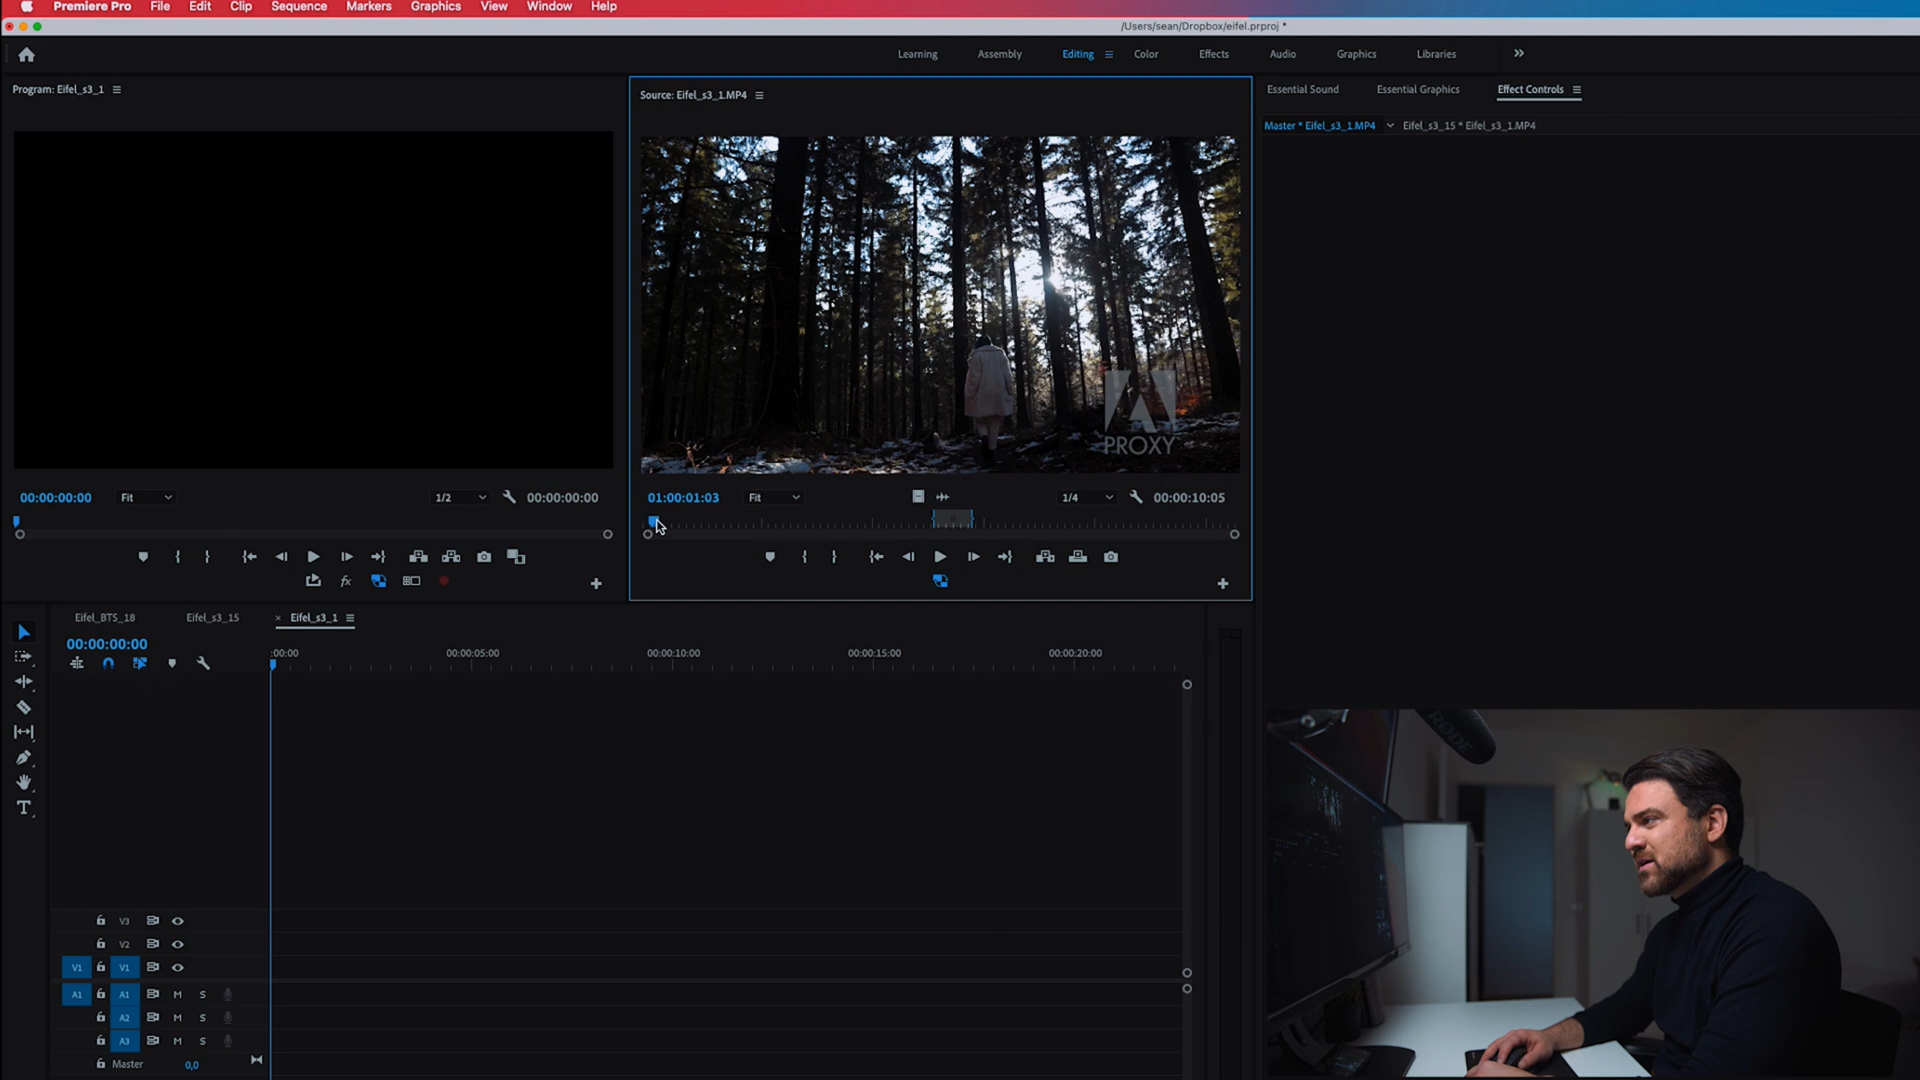 Premiere Pro File Edit Clip Sequence Markers Graphics View Window Help
/Users/sean/Dropbox/eifel.prproj *
Learning Assembly Editing Color Effects Audio Graphics Libraries
Program: Eifel_s3_1
Source: Eifel_s3_1.MP4
Essential Sound Essential Graphics Effect Controls
Master * Eifel_s3_1.MP4 Eifel_s3_15 * Eifel_s3_1.MP4
PROXY
00:00:00:00 Fit 1/2 00:00:00:00
01:00:01:03 Fit 1/4 00:00:10:05
fx
Eifel_BTS_18 Eifel_s3_15 × Eifel_s3_1
00:00:00:00
:00:00 00:00:05:00 00:00:10:00 00:00:15:00 00:00:20:00
V3
V2
V1 V1
A1 A1 M S
A2 M S
A3 M S
Master 0,0
RODE